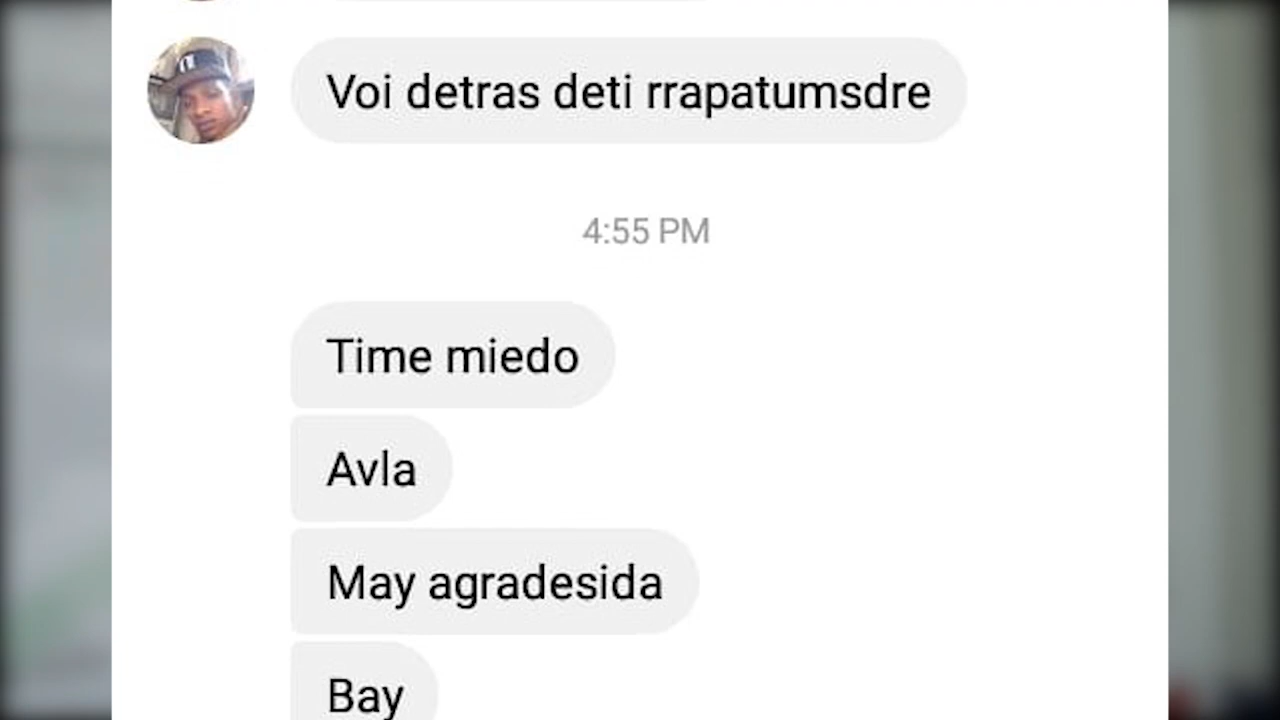 Voi detras deti rrapatumsdre
4:55 PM
Time miedo
Avla
May agradesida
Bay